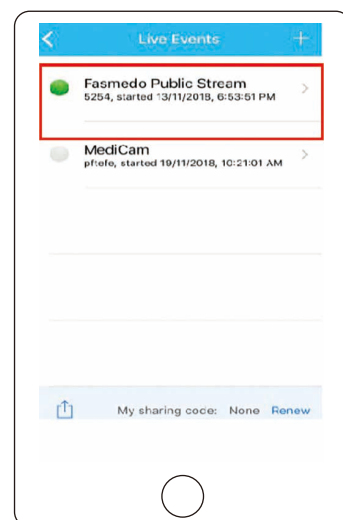 Live Events
Fasmedo Public Stream
5254, started 13/11/2018, 6:53:51 PM
MediCam
pftefe, started 19/11/2018, 10:21:01 AM
My sharing code: None Renew